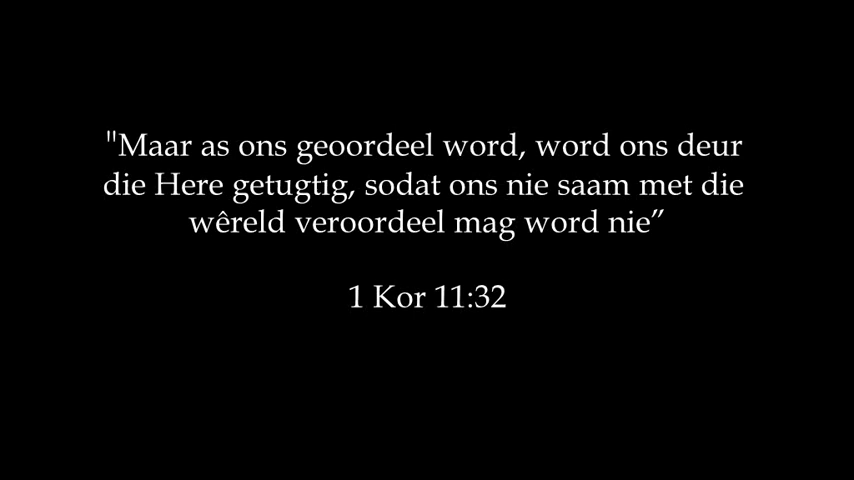 "Maar as ons geoordeel word, word ons deur
die Here getugtig, sodat ons nie saam met die
wêreld veroordeel mag word nie”
1 Kor 11:32